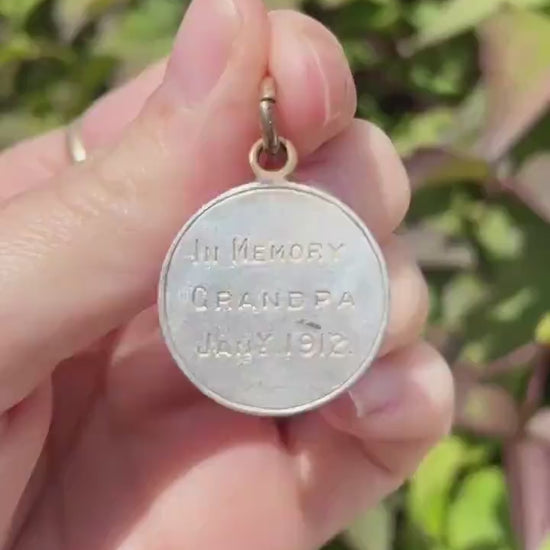 IN MEMORY
GRANDPA
JANY. 1912.